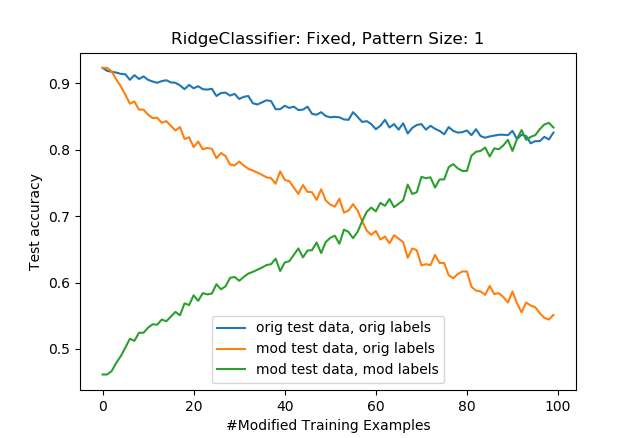 RidgeClassifier: Fixed, Pattern Size: 1
Test accuracy
0.9
0.8
0.7
0.6
0.5
orig test data, orig labels
mod test data, orig labels
mod test data, mod labels
0 20 40 60 80 100
#Modified Training Examples